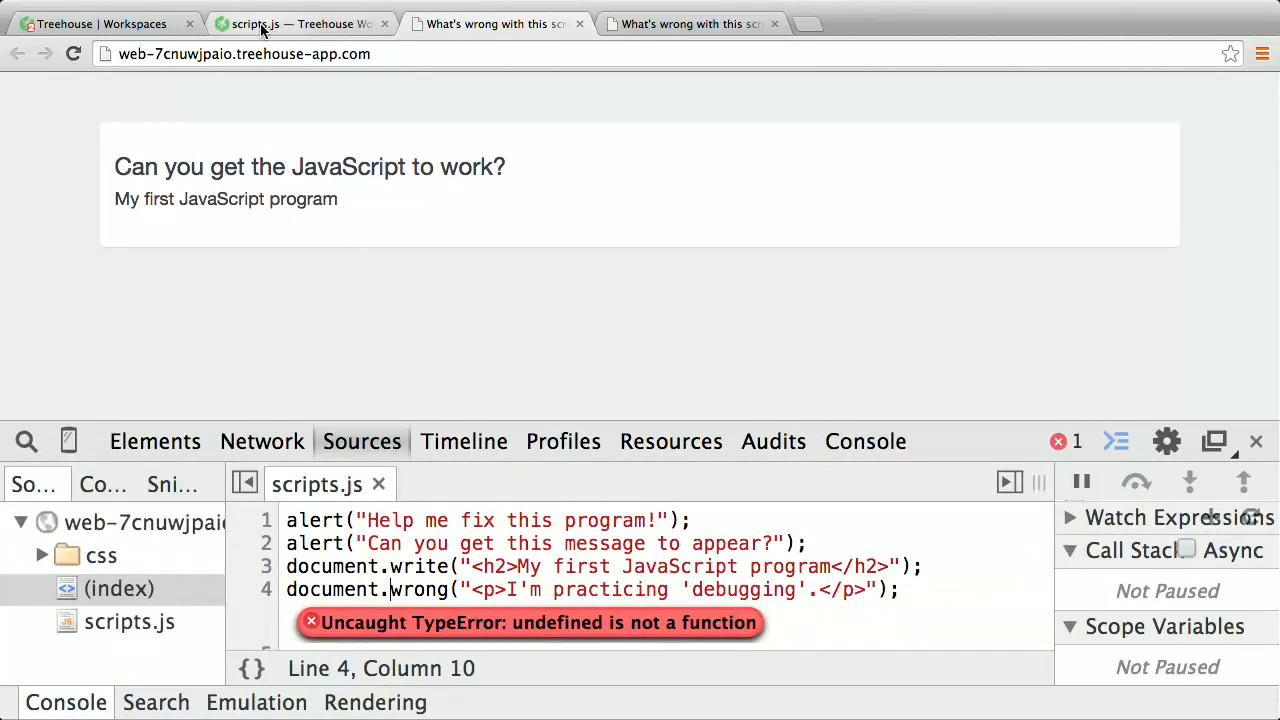 Treehouse | Workspaces
scripts.js — Treehouse Wo
What's wrong with this scr
What's wrong with this scr
web-7cnuwjpaio.treehouse-app.com
Can you get the JavaScript to work?
My first JavaScript program
Elements Network Sources Timeline Profiles Resources Audits Console 1
So... Co... Sni... scripts.js
web-7cnuwjpaio
css
(index)
scripts.js
1 alert("Help me fix this program!");
2 alert("Can you get this message to appear?");
3 document.write("<h2>My first JavaScript program</h2>");
4 document.wrong("<p>I'm practicing 'debugging'.</p>");
Uncaught TypeError: undefined is not a function
{} Line 4, Column 10
Watch Expressions
Call Stack Async
Not Paused
Scope Variables
Not Paused
Console Search Emulation Rendering